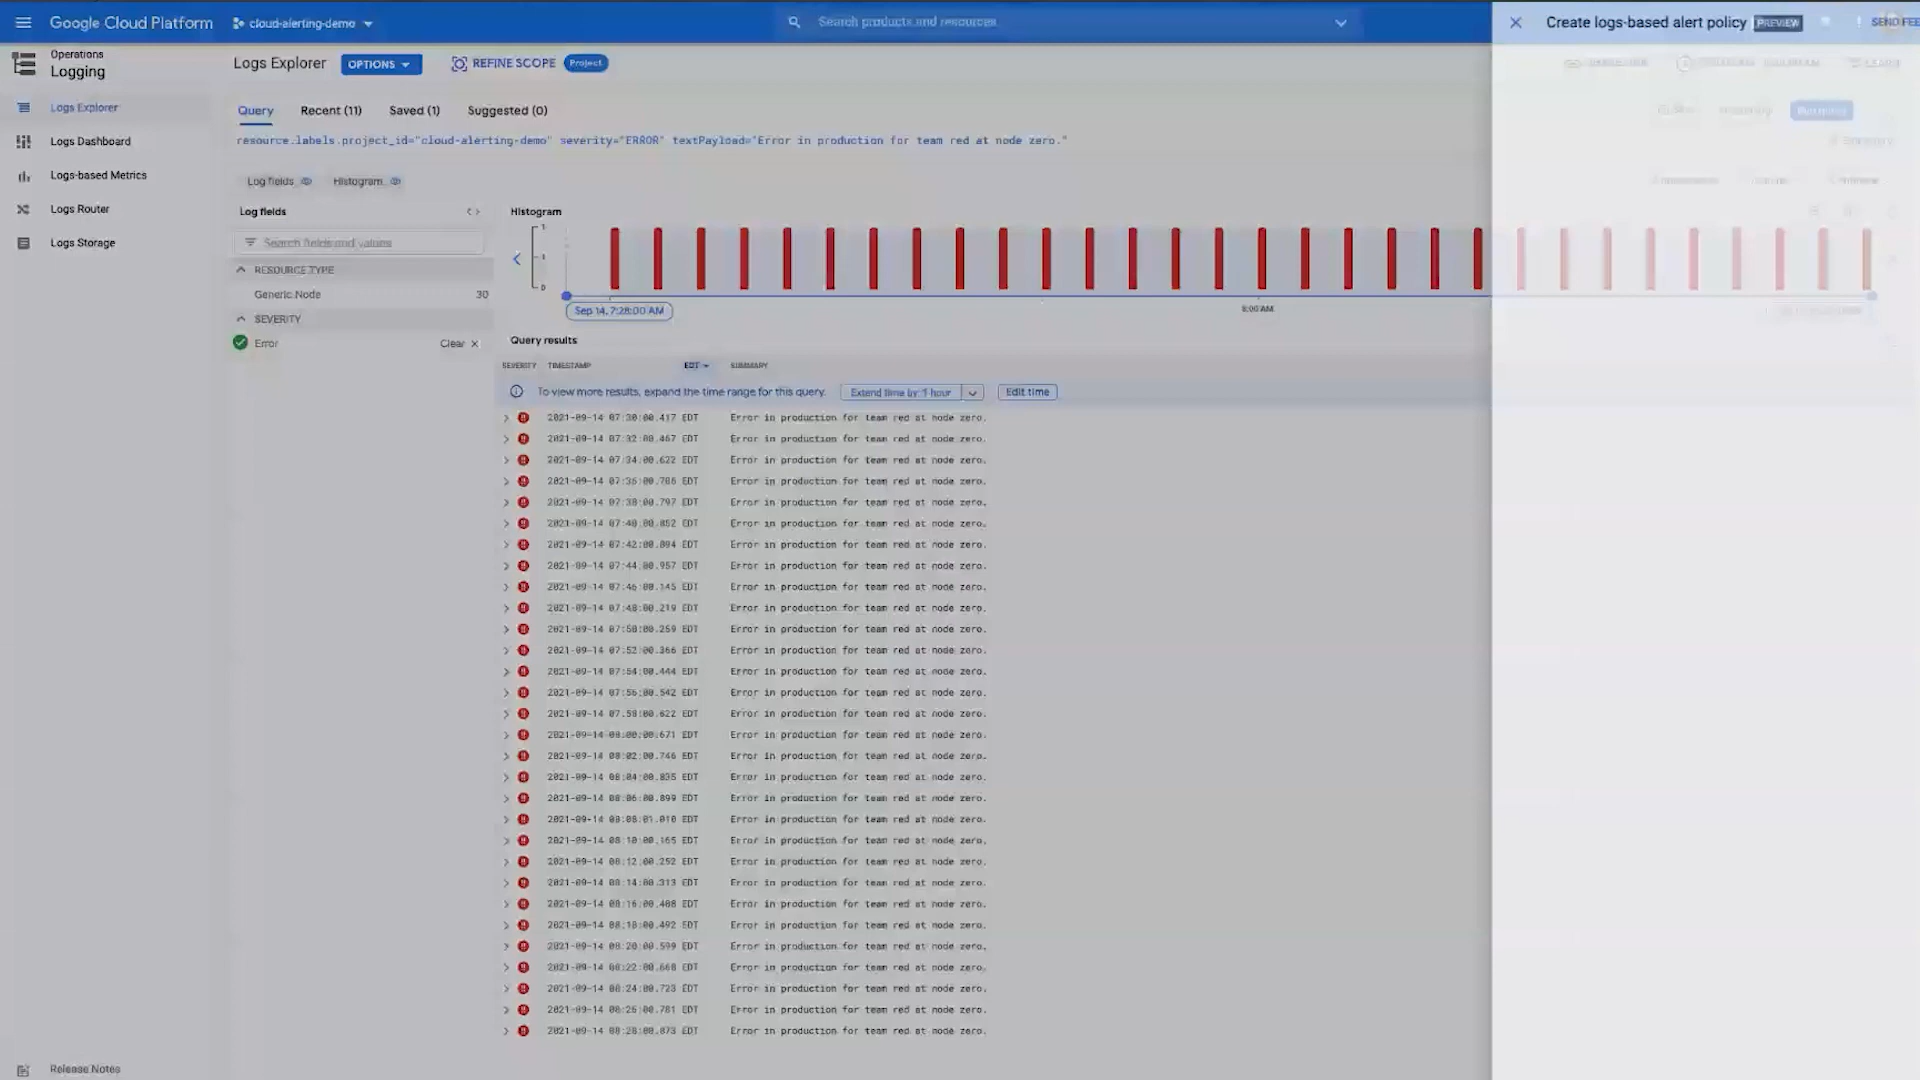 Google Cloud Platform
cloud-alerting-demo
Search products and resources
Create logs-based alert policy PREVIEW
SEND FEE
Operations
Logging
Logs Explorer
OPTIONS
REFINE SCOPE
Project
Logs Explorer
Logs Dashboard
Logs-based Metrics
Logs Router
Logs Storage
Release Notes
Query
Recent (11)
Saved (1)
Suggested (0)
resource.labels.project_id="cloud-alerting-demo" severity="ERROR" textPayload="Error in production for team red at node zero."
Log fields
Histogram
Log fields
Search fields and values
RESOURCE TYPE
Generic Node 30
SEVERITY
Error Clear
Histogram
1
1
0
Sep 14, 7:28:00 AM
8:00 AM
Query results
SEVERITY TIMESTAMP EDT SUMMARY
To view more results, expand the time range for this query.
Extend time by: 1 hour
Edit time
2021-09-14 07:30:00.417 EDT Error in production for team red at node zero.
2021-09-14 07:32:00.467 EDT Error in production for team red at node zero.
2021-09-14 07:34:00.622 EDT Error in production for team red at node zero.
2021-09-14 07:36:00.706 EDT Error in production for team red at node zero.
2021-09-14 07:38:00.797 EDT Error in production for team red at node zero.
2021-09-14 07:40:00.852 EDT Error in production for team red at node zero.
2021-09-14 07:42:00.894 EDT Error in production for team red at node zero.
2021-09-14 07:44:00.957 EDT Error in production for team red at node zero.
2021-09-14 07:46:00.145 EDT Error in production for team red at node zero.
2021-09-14 07:48:00.219 EDT Error in production for team red at node zero.
2021-09-14 07:50:00.259 EDT Error in production for team red at node zero.
2021-09-14 07:52:00.366 EDT Error in production for team red at node zero.
2021-09-14 07:54:00.444 EDT Error in production for team red at node zero.
2021-09-14 07:56:00.542 EDT Error in production for team red at node zero.
2021-09-14 07:58:00.622 EDT Error in production for team red at node zero.
2021-09-14 08:00:00.671 EDT Error in production for team red at node zero.
2021-09-14 08:02:00.746 EDT Error in production for team red at node zero.
2021-09-14 08:04:00.835 EDT Error in production for team red at node zero.
2021-09-14 08:06:00.899 EDT Error in production for team red at node zero.
2021-09-14 08:08:01.010 EDT Error in production for team red at node zero.
2021-09-14 08:10:00.165 EDT Error in production for team red at node zero.
2021-09-14 08:12:00.252 EDT Error in production for team red at node zero.
2021-09-14 08:14:00.313 EDT Error in production for team red at node zero.
2021-09-14 08:16:00.408 EDT Error in production for team red at node zero.
2021-09-14 08:18:00.492 EDT Error in production for team red at node zero.
2021-09-14 08:20:00.599 EDT Error in production for team red at node zero.
2021-09-14 08:22:00.668 EDT Error in production for team red at node zero.
2021-09-14 08:24:00.723 EDT Error in production for team red at node zero.
2021-09-14 08:26:00.781 EDT Error in production for team red at node zero.
2021-09-14 08:28:00.873 EDT Error in production for team red at node zero.